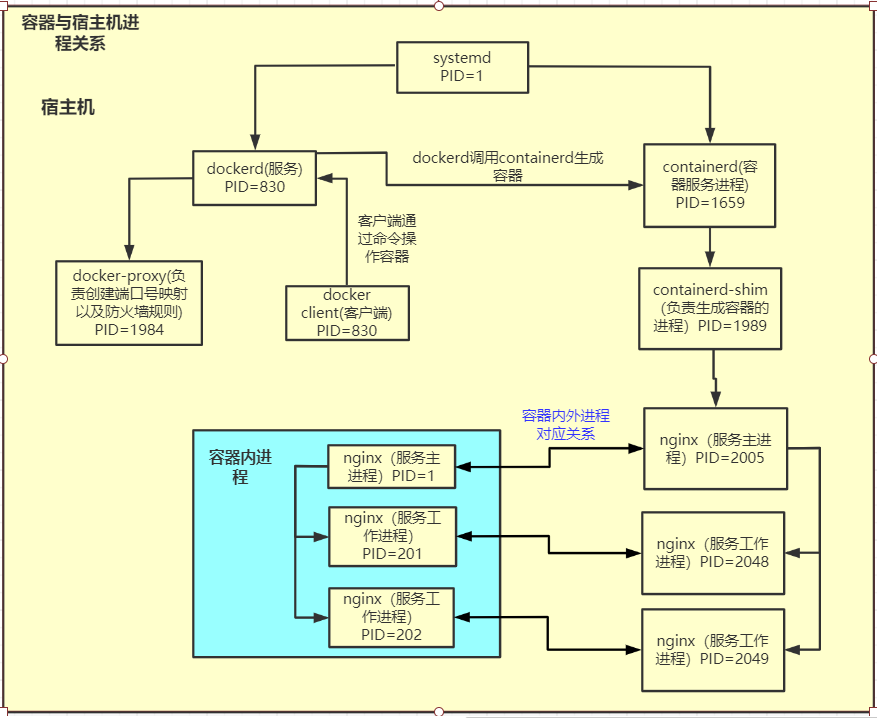 容器与宿主机进
程关系
宿主机
systemd
PID=1
dockerd(服务)
PID=830
dockerd调用containerd生成
容器
containerd(容
器服务进程)
PID=1659
客户端通
过命令操
作容器
docker-proxy(负
责创建端口号映射
以及防火墙规则)
PID=1984
docker
client(客户端)
PID=830
containerd-shim
（负责生成容器的
进程）PID=1989
容器内外进程
对应关系
容器内进
程
nginx（服务主
进程）PID=1
nginx（服务主进
程）PID=2005
nginx（服务工
作进程）
PID=201
nginx（服务工作
进程）PID=2048
nginx（服务工
作进程）
PID=202
nginx（服务工作
进程）PID=2049